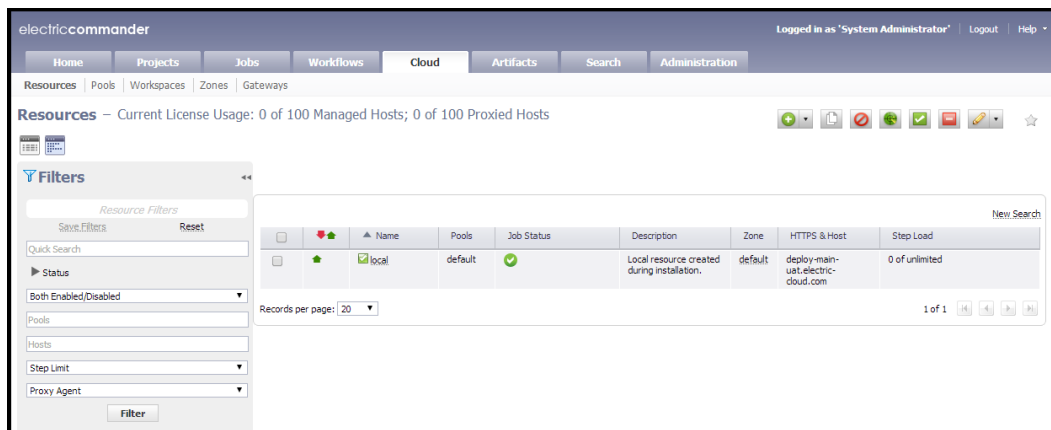 electriccommander
Logged in as 'System Administrator' Logout Help
Home Projects Jobs Workflows Cloud Artifacts Search Administration
Resources Pools Workspaces Zones Gateways
Resources – Current License Usage: 0 of 100 Managed Hosts; 0 of 100 Proxied Hosts
Filters
Resource Filters
Save Filters Reset
Quick Search
Status
Both Enabled/Disabled
Pools
Hosts
Step Limit
Proxy Agent
Filter
New Search
Name Pools Job Status Description Zone HTTPS & Host Step Load
local default Local resource created default deploy-main- 0 of unlimited
during installation. uat.electric-
cloud.com
Records per page: 20 1 of 1